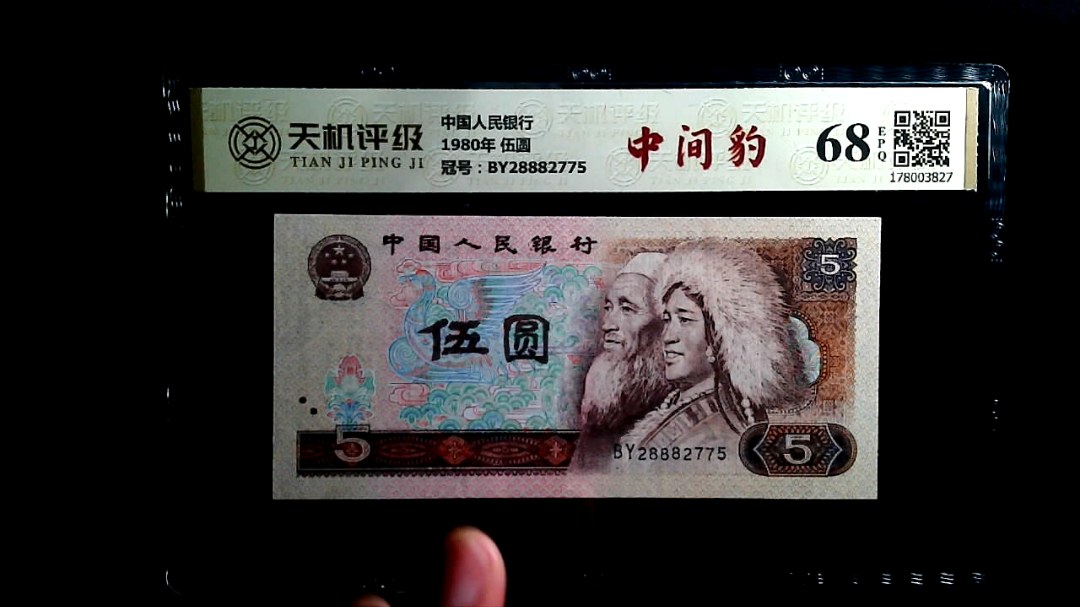 天机评级
TIAN JI PING JI
中国人民银行
1980年 伍圆
冠号：BY28882775
中间豹
68
EPQ
178003827
中国人民银行
5
伍圆
5
BY28882775
5